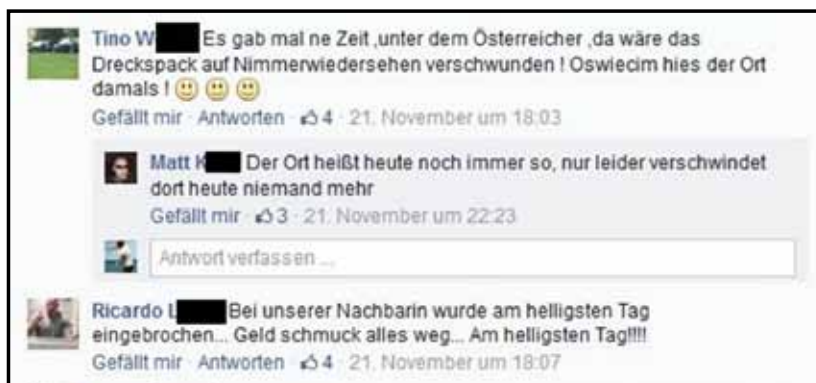 Tino W Es gab mal ne Zeit ,unter dem Österreicher ,da wäre das
Dreckspack auf Nimmerwiedersehen verschwunden ! Oswiecim hies der Ort
damals !
Gefällt mir · Antworten · 4 · 21. November um 18:03
Matt K Der Ort heißt heute noch immer so, nur leider verschwindet
dort heute niemand mehr
Gefällt mir · 3 · 21. November um 22:23
Antwort verfassen ...
Ricardo L Bei unserer Nachbarin wurde am helligsten Tag
eingebrochen... Geld schmuck alles weg... Am helligsten Tag!!!!!
Gefällt mir · Antworten · 4 · 21. November um 18:07